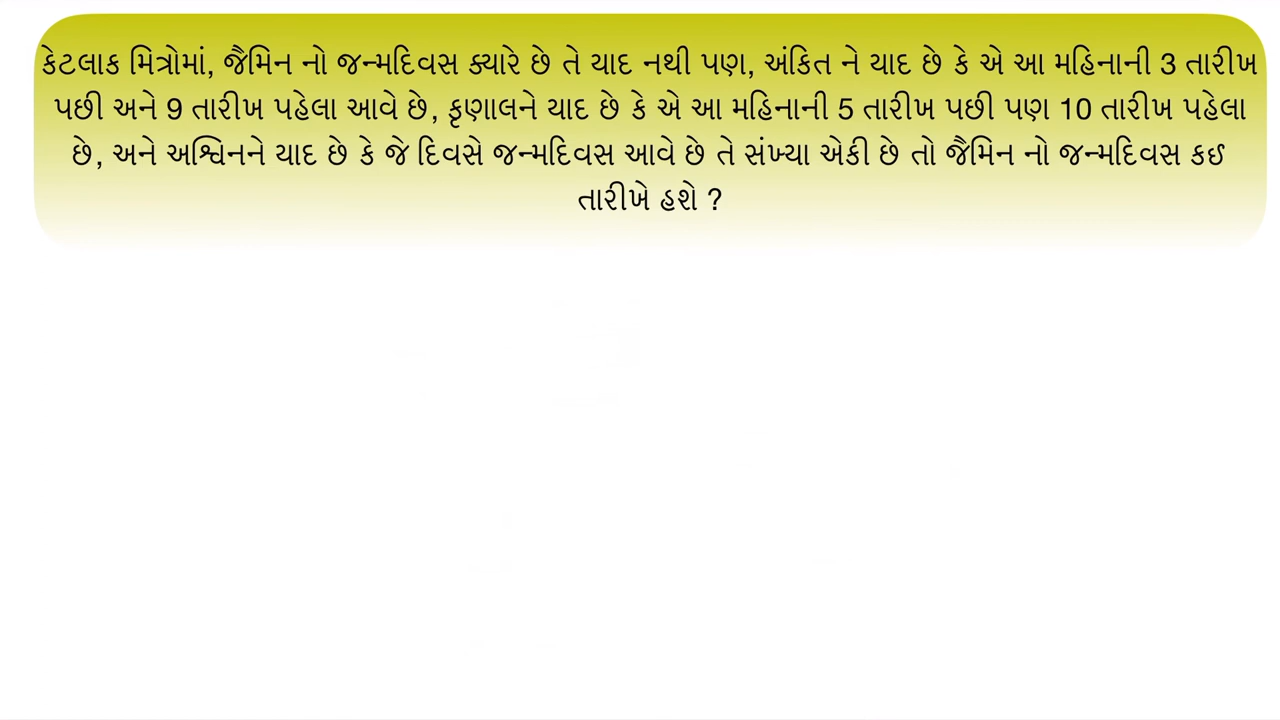 કેટલાક મિત્રોમાં, જૈમિન નો જન્મદિવસ ક્યારે છે તે યાદ નથી પણ, અંકિત ને યાદ છે કે એ આ મહિનાની 3 તારીખ
પછી અને 9 તારીખ પહેલા આવે છે, કૃણાલને યાદ છે કે એ આ મહિનાની 5 તારીખ પછી પણ 10 તારીખ પહેલા
છે, અને અશ્વિનને યાદ છે કે જે દિવસે જન્મદિવસ આવે છે તે સંખ્યા એકી છે તો જૈમિન નો જન્મદિવસ કઈ
તારીખે હશે ?